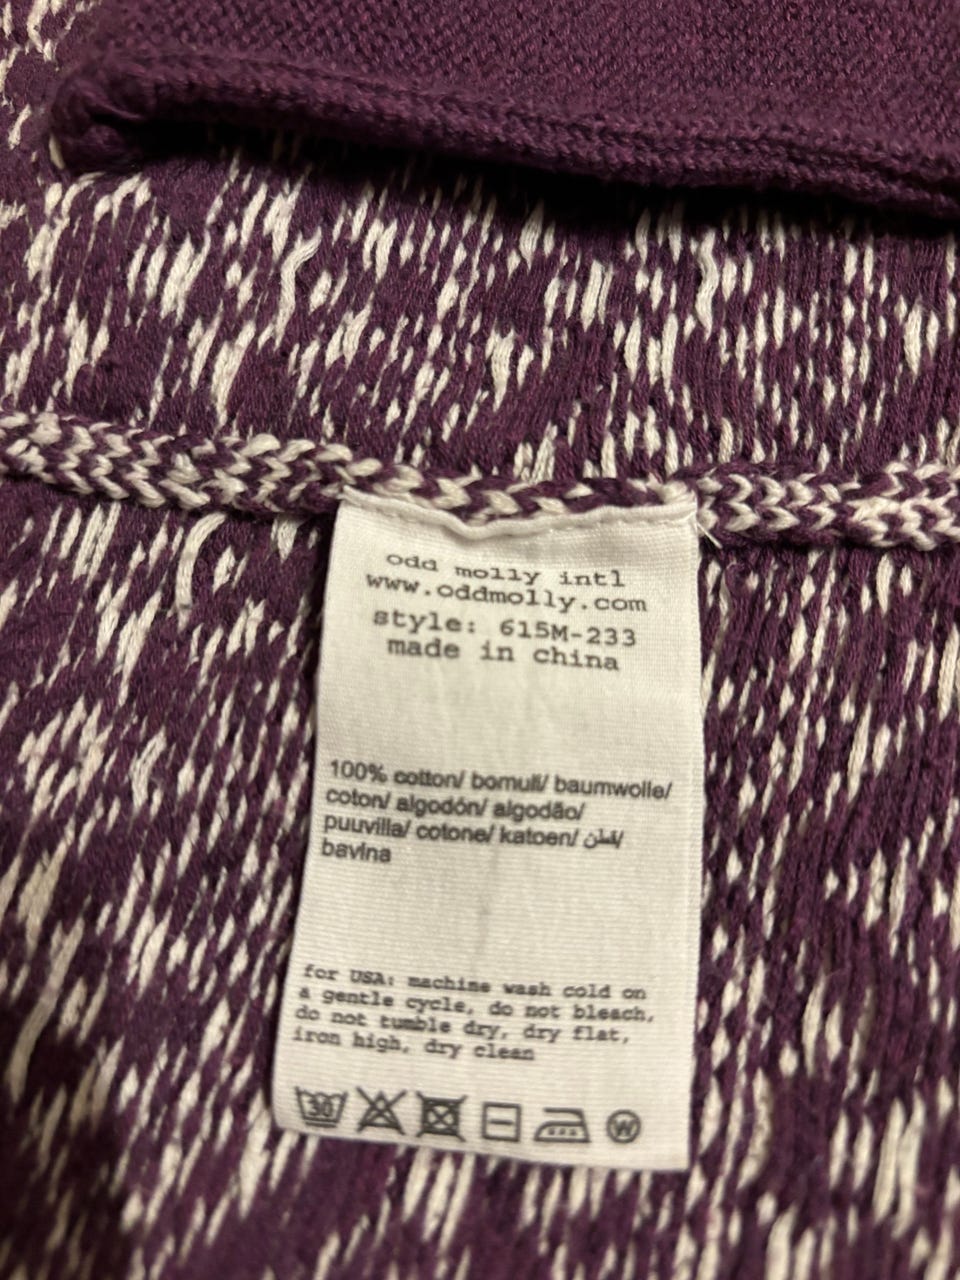 odd molly intl
www.oddmolly.com
style: 615M-233
made in china
100% cotton/ bomull/ baumwolle/
coton/ algodón/ algodão/
puuvilla/ cotone/ katoen/ قطن/
bavlna
for USA: machine wash cold on
a gentle cycle, do not bleach,
do not tumble dry, dry flat,
iron high, dry clean
30 W